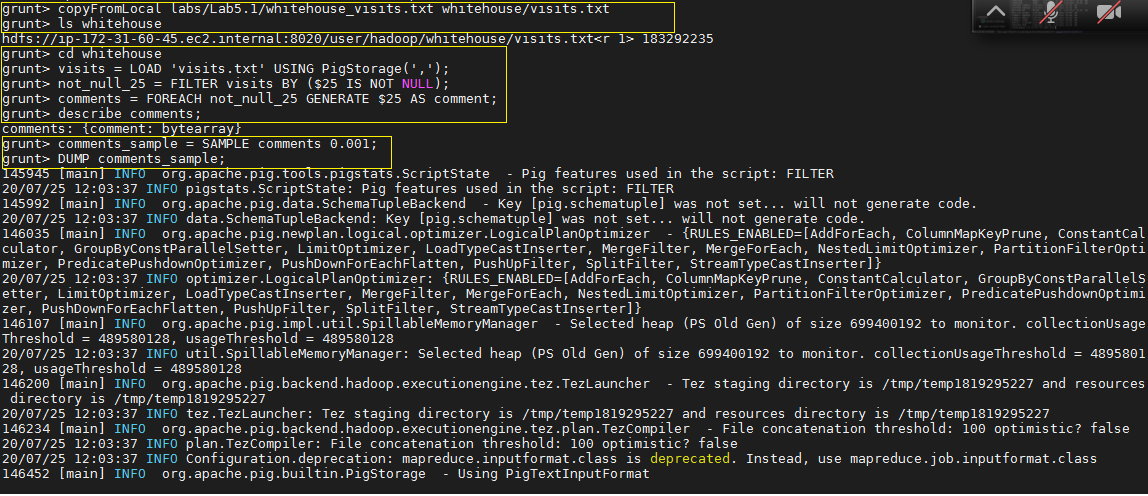 grunt> copyFromLocal labs/Lab5.1/whitehouse_visits.txt whitehouse/visits.txt
grunt> ls whitehouse
hdfs://ip-172-31-60-45.ec2.internal:8020/user/hadoop/whitehouse/visits.txt<r 1> 183292235
grunt> cd whitehouse
grunt> visits = LOAD 'visits.txt' USING PigStorage(',');
grunt> not_null_25 = FILTER visits BY ($25 IS NOT NULL);
grunt> comments = FOREACH not_null_25 GENERATE $25 AS comment;
grunt> describe comments;
comments: {comment: bytearray}
grunt> comments_sample = SAMPLE comments 0.001;
grunt> DUMP comments_sample;
145945 [main] INFO  org.apache.pig.tools.pigstats.ScriptState  - Pig features used in the script: FILTER
20/07/25 12:03:37 INFO pigstats.ScriptState: Pig features used in the script: FILTER
145992 [main] INFO  org.apache.pig.data.SchemaTupleBackend  - Key [pig.schematuple] was not set... will not generate code.
20/07/25 12:03:37 INFO data.SchemaTupleBackend: Key [pig.schematuple] was not set... will not generate code.
146035 [main] INFO  org.apache.pig.newplan.logical.optimizer.LogicalPlanOptimizer  - {RULES_ENABLED=[AddForEach, ColumnMapKeyPrune, ConstantCal
culator, GroupByConstParallelSetter, LimitOptimizer, LoadTypeCastInserter, MergeFilter, MergeForEach, NestedLimitOptimizer, PartitionFilterOpti
mizer, PredicatePushdownOptimizer, PushDownForEachFlatten, PushUpFilter, SplitFilter, StreamTypeCastInserter]}
20/07/25 12:03:37 INFO optimizer.LogicalPlanOptimizer: {RULES_ENABLED=[AddForEach, ColumnMapKeyPrune, ConstantCalculator, GroupByConstParallelS
etter, LimitOptimizer, LoadTypeCastInserter, MergeFilter, MergeForEach, NestedLimitOptimizer, PartitionFilterOptimizer, PredicatePushdownOptimi
zer, PushDownForEachFlatten, PushUpFilter, SplitFilter, StreamTypeCastInserter]}
146107 [main] INFO  org.apache.pig.impl.util.SpillableMemoryManager  - Selected heap (PS Old Gen) of size 699400192 to monitor. collectionUsage
Threshold = 489580128, usageThreshold = 489580128
20/07/25 12:03:37 INFO util.SpillableMemoryManager: Selected heap (PS Old Gen) of size 699400192 to monitor. collectionUsageThreshold = 4895801
28, usageThreshold = 489580128
146200 [main] INFO  org.apache.pig.backend.hadoop.executionengine.tez.TezLauncher  - Tez staging directory is /tmp/temp1819295227 and resources
directory is /tmp/temp1819295227
20/07/25 12:03:37 INFO tez.TezLauncher: Tez staging directory is /tmp/temp1819295227 and resources directory is /tmp/temp1819295227
146234 [main] INFO  org.apache.pig.backend.hadoop.executionengine.tez.plan.TezCompiler  - File concatenation threshold: 100 optimistic? false
20/07/25 12:03:37 INFO plan.TezCompiler: File concatenation threshold: 100 optimistic? false
20/07/25 12:03:37 INFO Configuration.deprecation: mapreduce.inputformat.class is deprecated. Instead, use mapreduce.job.inputformat.class
146452 [main] INFO  org.apache.pig.builtin.PigStorage  - Using PigTextInputFormat